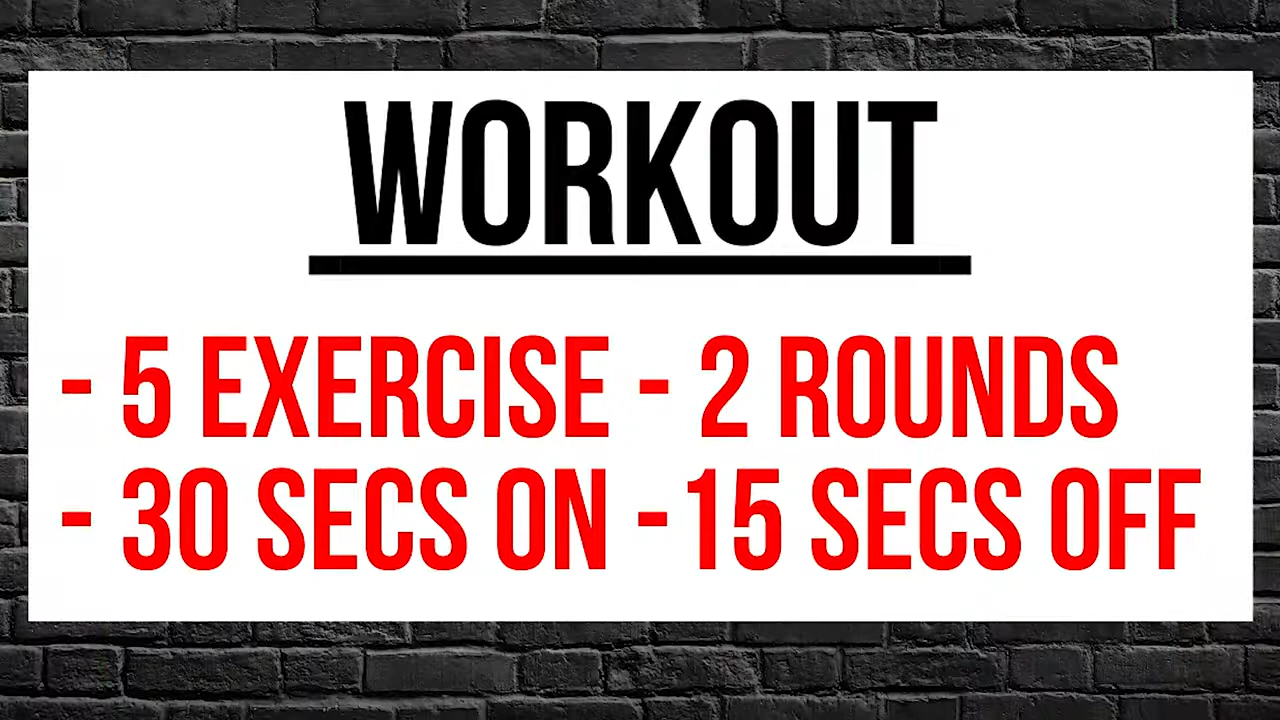 WORKOUT
- 5 EXERCISE - 2 ROUNDS
- 30 SECS ON -15 SECS OFF